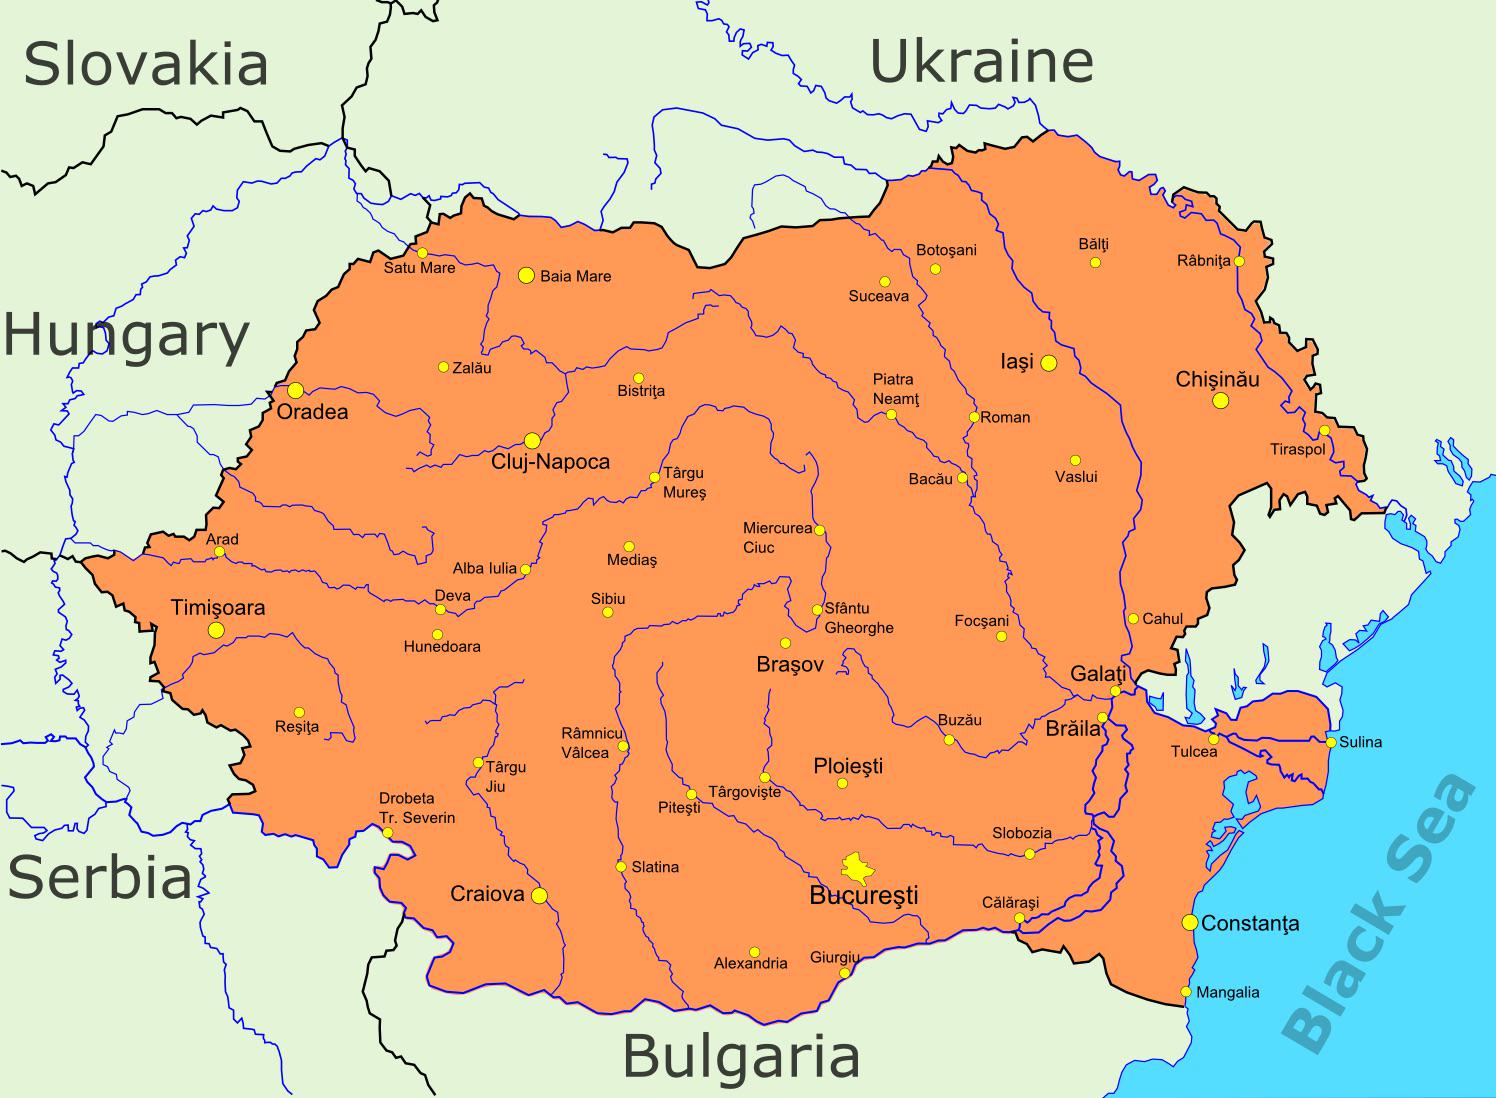 Slovakia
Ukraine
Botoşani
Bălţi
Râbniţa
Satu Mare
Baia Mare
Suceava
Hungary
Iaşi
Zalău
Bistriţa
Piatra
Neamţ
Chişinău
Oradea
Roman
Cluj-Napoca
Târgu
Mureş
Bacău
Vaslui
Tiraspol
Miercurea
Ciuc
Arad
Mediaş
Alba Iulia
Deva
Sibiu
Timişoara
Sfântu
Gheorghe
Focşani
Cahul
Hunedoara
Braşov
Galaţi
Reşiţa
Râmnicu
Vâlcea
Buzău
Brăila
Tulcea
Sulina
Târgu
Jiu
Ploieşti
Târgovişte
Piteşti
Drobeta
Tr. Severin
Slobozia
Serbia
Slatina
Craiova
Bucureşti
Călăraşi
Constanţa
Black Sea
Alexandria
Giurgiu
Mangalia
Bulgaria